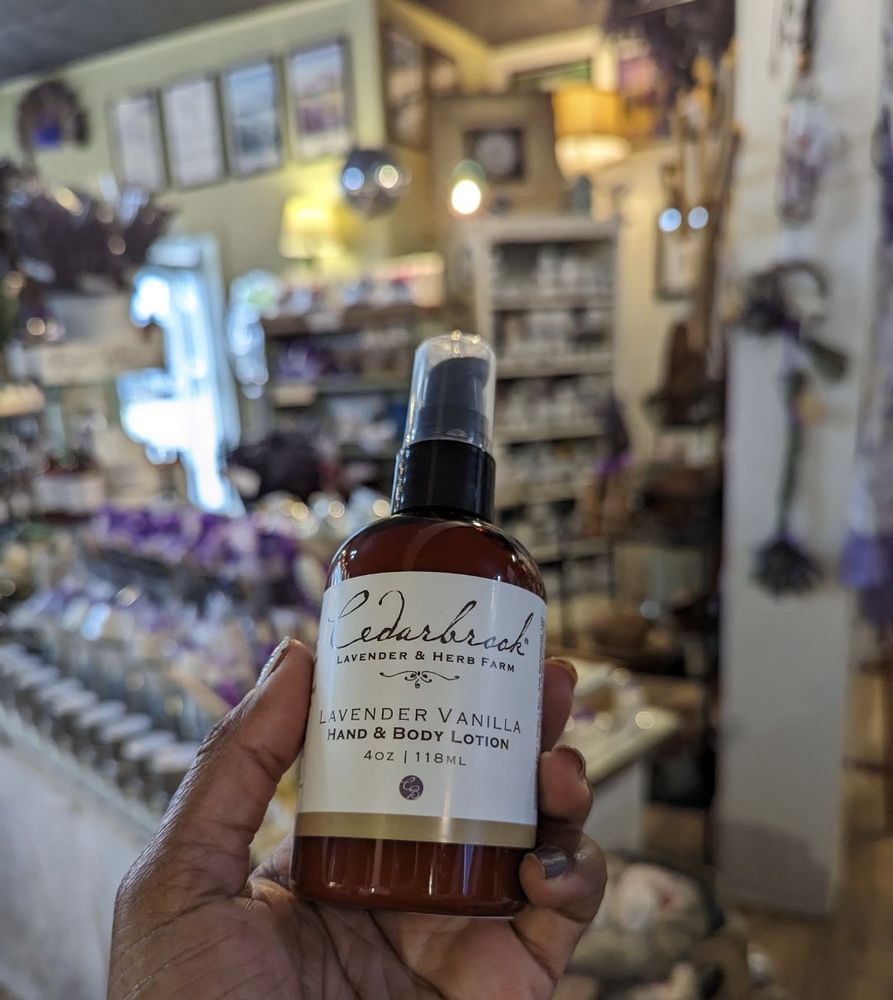 Cedarbrook®
LAVENDER & HERB FARM
LAVENDER VANILLA
HAND & BODY LOTION
4OZ | 118ML
CB